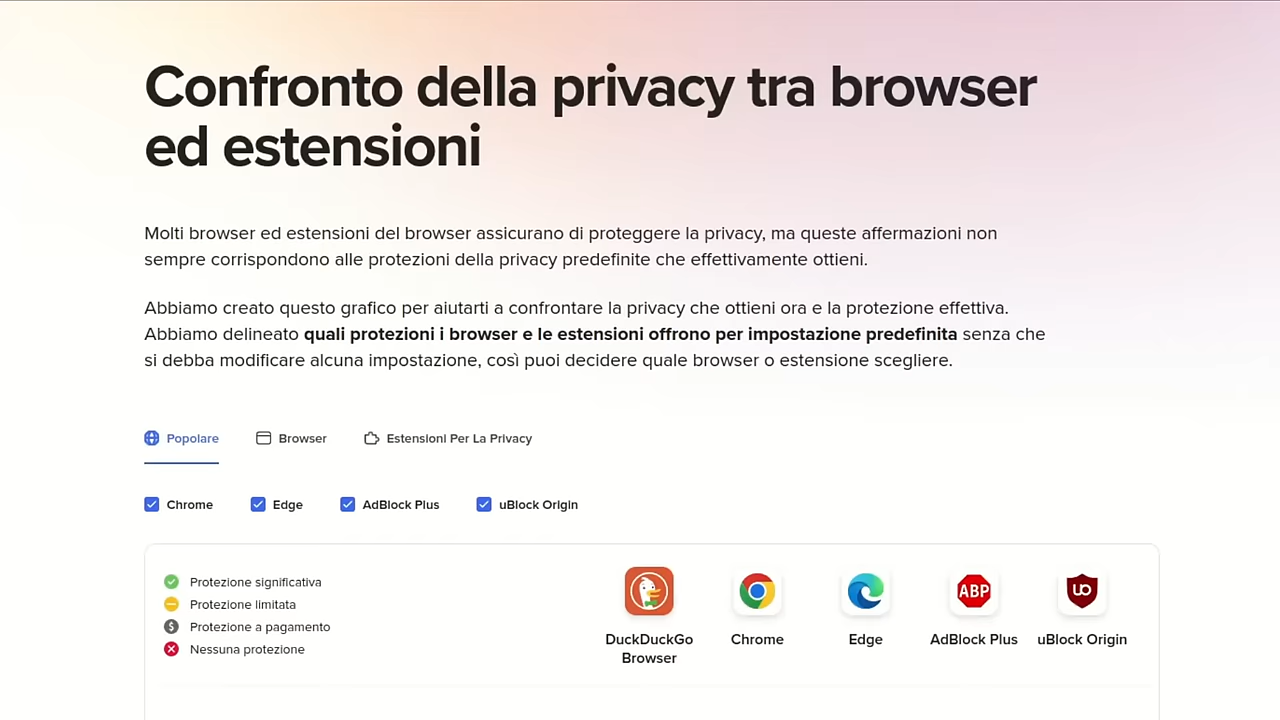 Confronto della privacy tra browser
ed estensioni
Molti browser ed estensioni del browser assicurano di proteggere la privacy, ma queste affermazioni non
sempre corrispondono alle protezioni della privacy predefinite che effettivamente ottieni.
Abbiamo creato questo grafico per aiutarti a confrontare la privacy che ottieni ora e la protezione effettiva.
Abbiamo delineato quali protezioni i browser e le estensioni offrono per impostazione predefinita senza che
si debba modificare alcuna impostazione, così puoi decidere quale browser o estensione scegliere.
Popolare Browser Estensioni Per La Privacy
Chrome Edge AdBlock Plus uBlock Origin
Protezione significativa
Protezione limitata
$ Protezione a pagamento
Nessuna protezione
ABP UO
DuckDuckGo Chrome Edge AdBlock Plus uBlock Origin
Browser